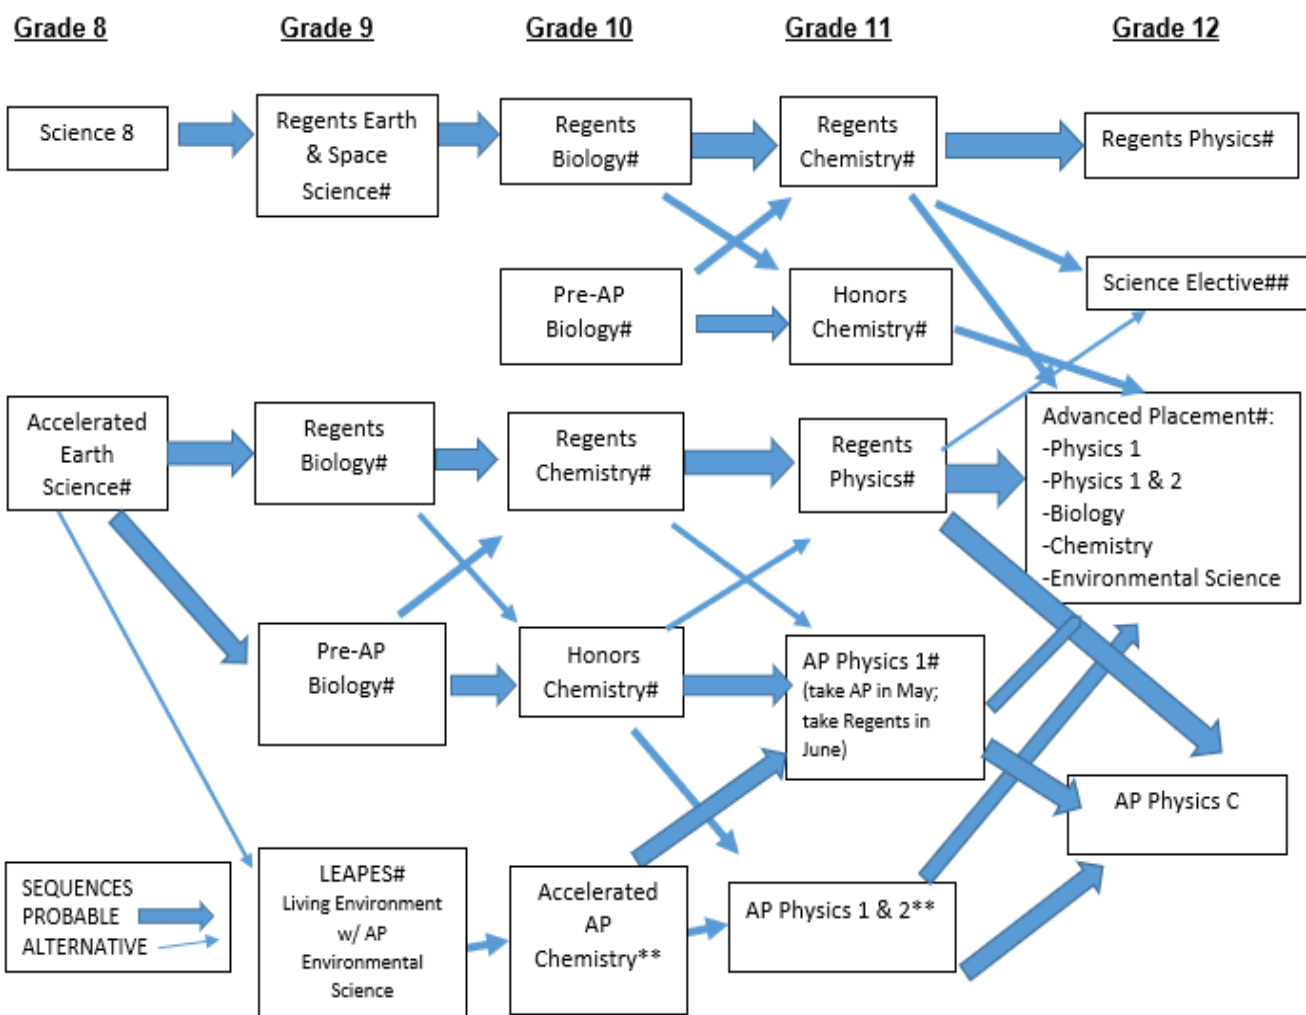 Grade 8
Grade 9
Grade 10
Grade 11
Grade 12
Science 8
Regents Earth
& Space
Science#
Regents
Biology#
Regents
Chemistry#
Regents Physics#
Pre-AP
Biology#
Honors
Chemistry#
Science Elective##
Accelerated
Earth
Science#
Regents
Biology#
Regents
Chemistry#
Regents
Physics#
Advanced Placement#:
-Physics 1
-Physics 1 & 2
-Biology
-Chemistry
-Environmental Science
Pre-AP
Biology#
Honors
Chemistry#
AP Physics 1#
(take AP in May;
take Regents in
June)
AP Physics C
SEQUENCES
PROBABLE
ALTERNATIVE
LEAPES#
Living Environment
w/ AP
Environmental
Science
Accelerated
AP
Chemistry**
AP Physics 1 & 2**